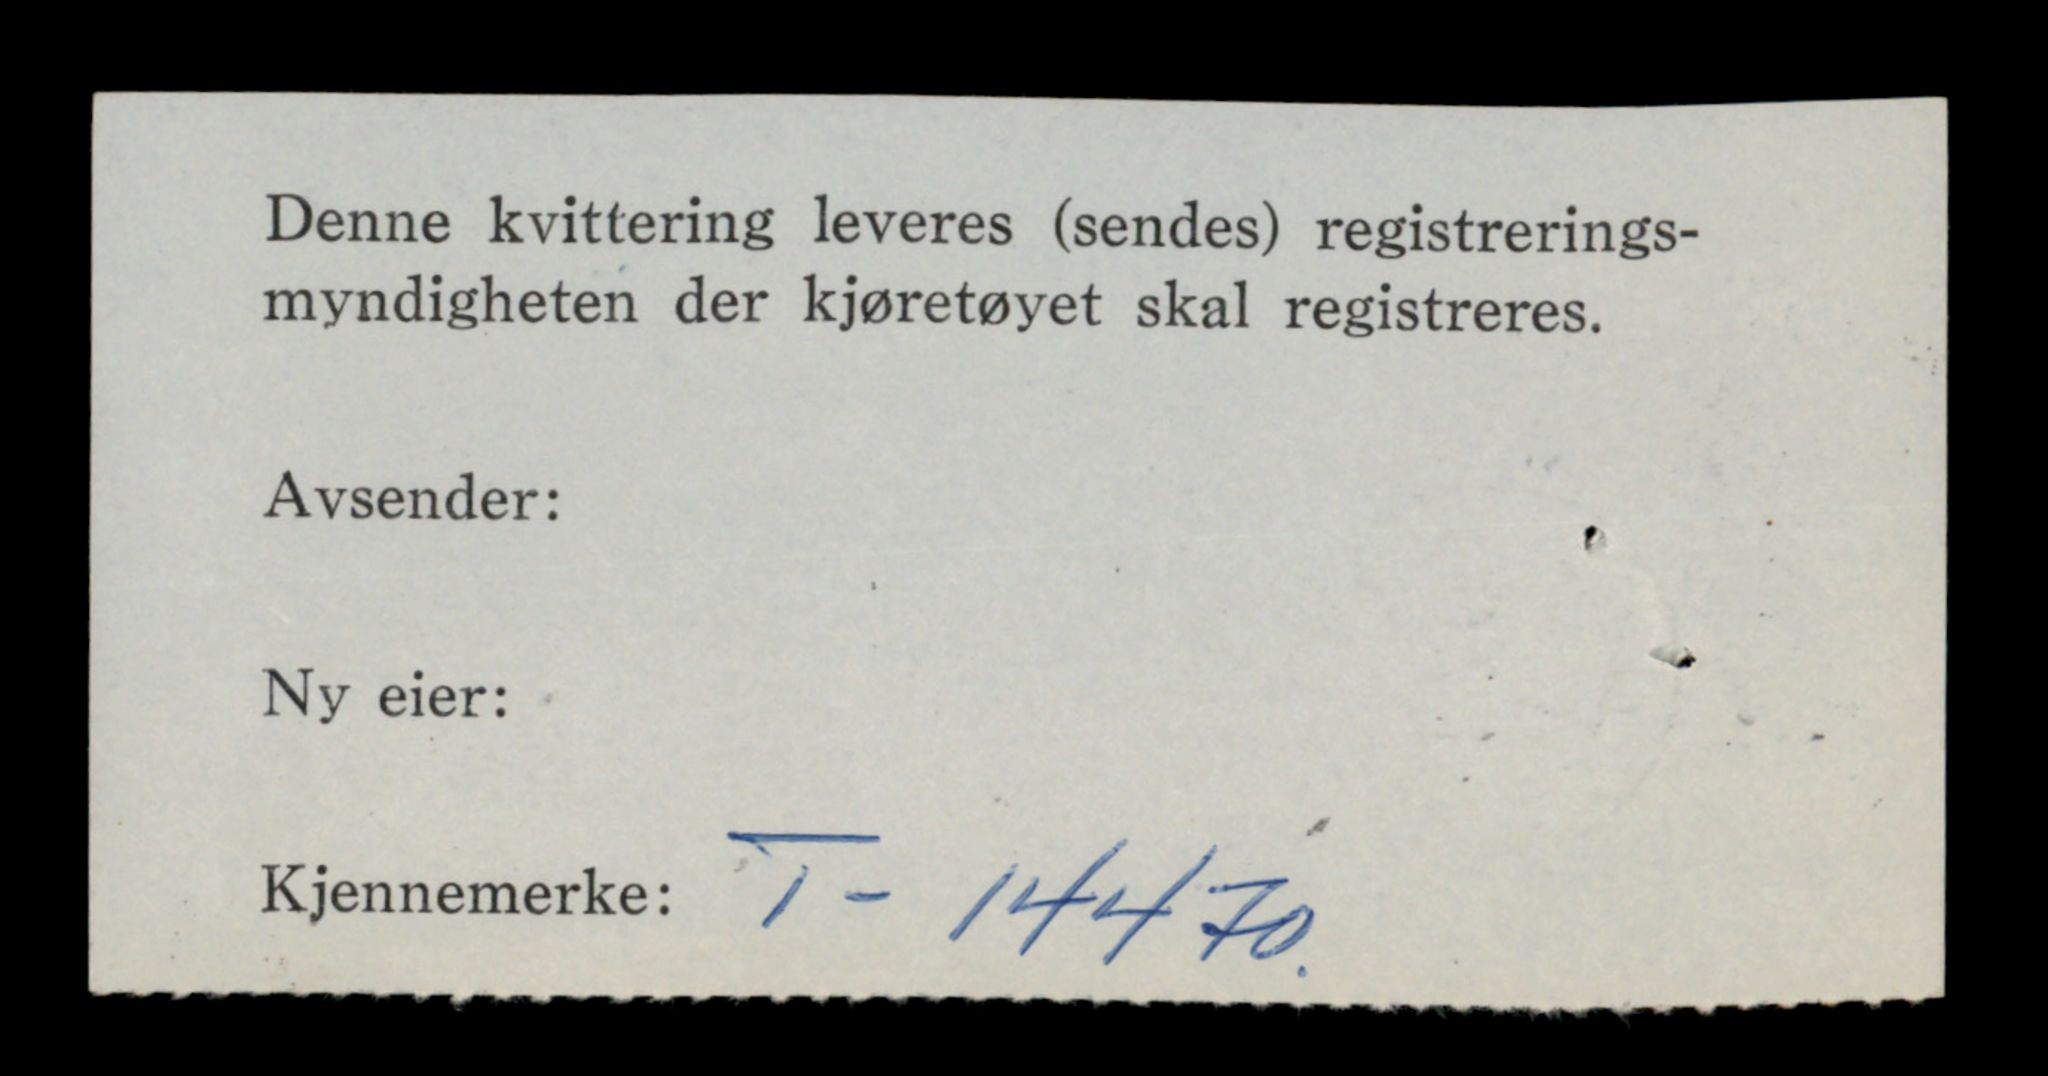 Denne kvittering leveres (sendes) registrerings-
myndigheten der kjøretøyet skal registreres.
Avsender:
Ny eier:
Kjennemerke: T - 14470.